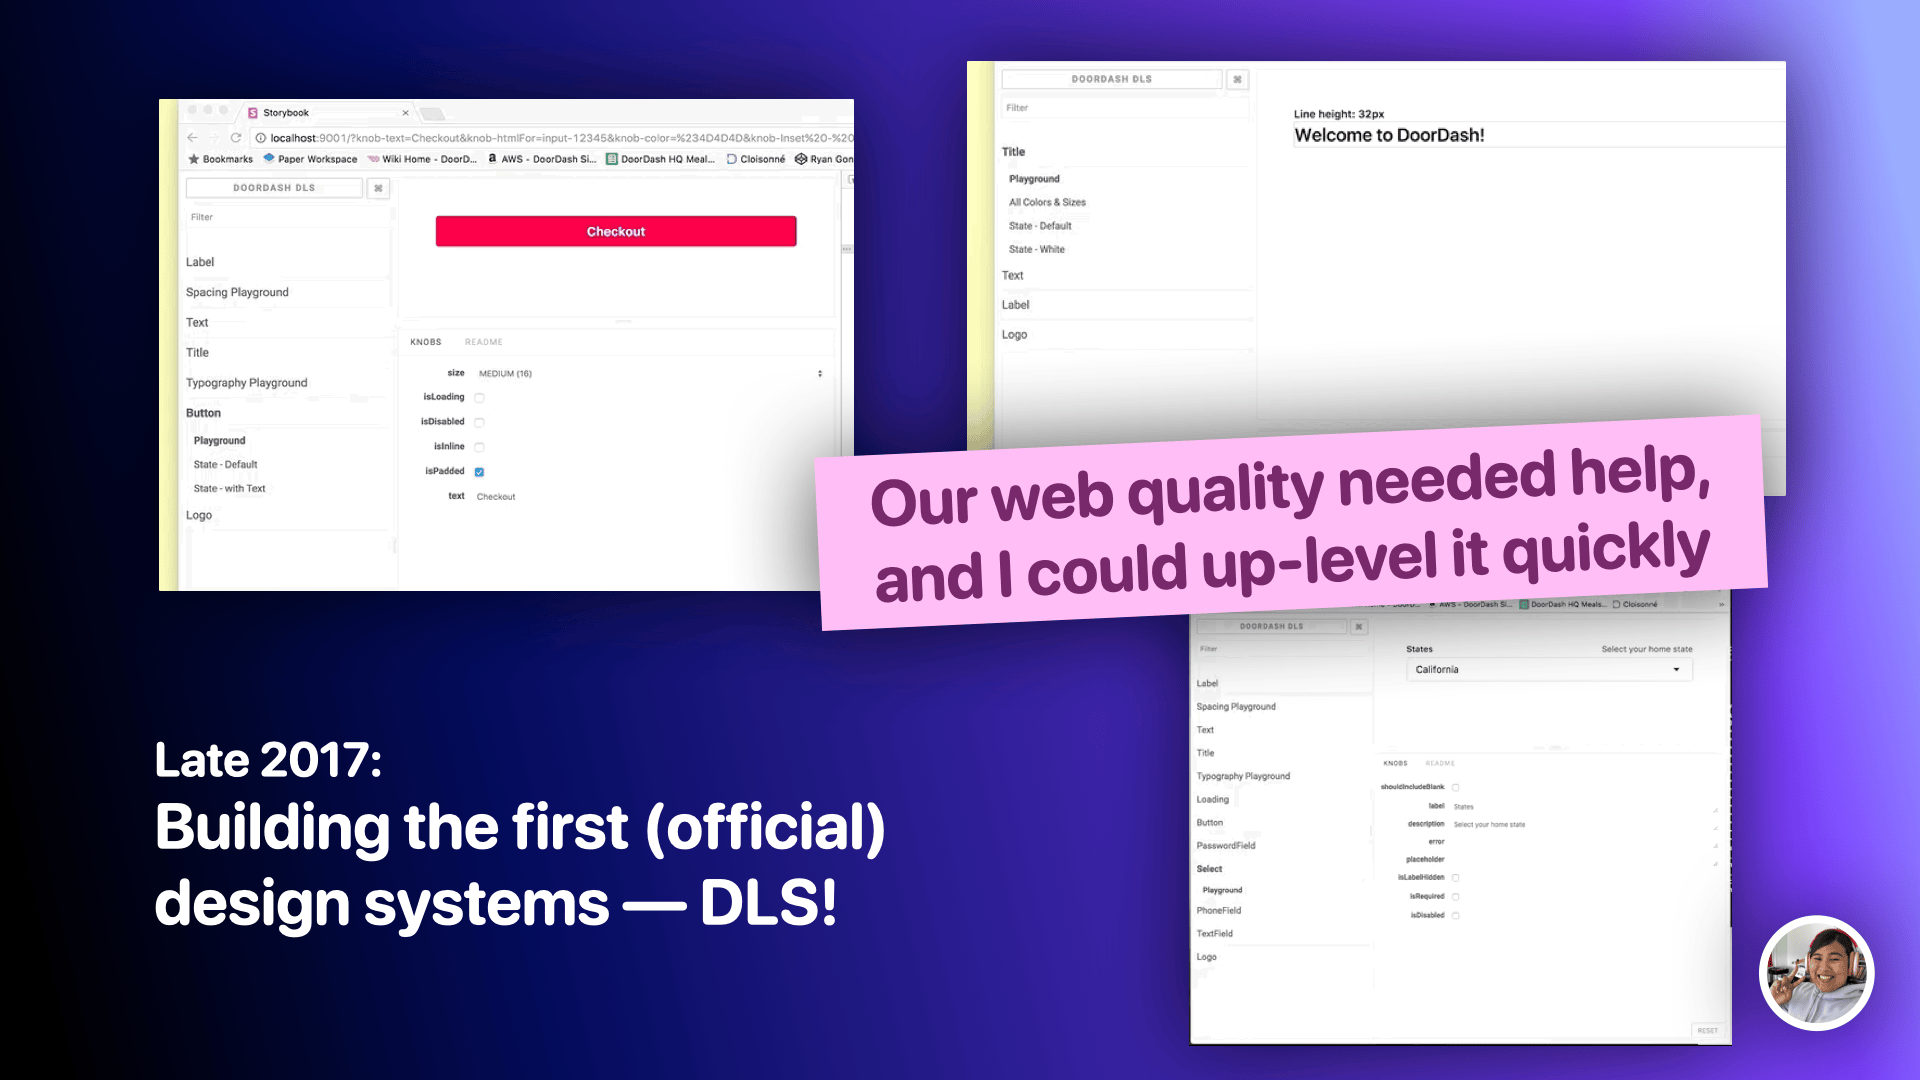 Storybook
localhost:9001/?knob-text=Checkout&knob-htmlFor=input-12345&knob-color=%234D4D4D&knob-Inset%20-%20
Bookmarks
Paper Workspace
Wiki Home - DoorD...
AWS - DoorDash Si...
DoorDash HQ Meal...
Cloisonné
Ryan Gon
DOORDASH DLS
⌘
Filter
Label
Spacing Playground
Text
Title
Typography Playground
Button
Playground
State - Default
State - with Text
Logo
Checkout
KNOBS
README
size MEDIUM (16)
isLoading
isDisabled
isInline
isPadded
text Checkout
DOORDASH DLS
⌘
Filter
Title
Playground
All Colors & Sizes
State - Default
State - White
Text
Label
Logo
Line height: 32px
Welcome to DoorDash!
Our web quality needed help,
and I could up-level it quickly
AWS - DoorDash Si...
DoorDash HQ Meals...
Cloisonné
»
DOORDASH DLS
⌘
Filter
Label
Spacing Playground
Text
Title
Typography Playground
Loading
Button
PasswordField
Select
Playground
PhoneField
TextField
Logo
States
Select your home state
California
KNOBS
README
shouldIncludeBlank
label States
description Select your home state
error
placeholder
isLabelHidden
isRequired
isDisabled
RESET
Late 2017:
Building the first (official)
design systems — DLS!